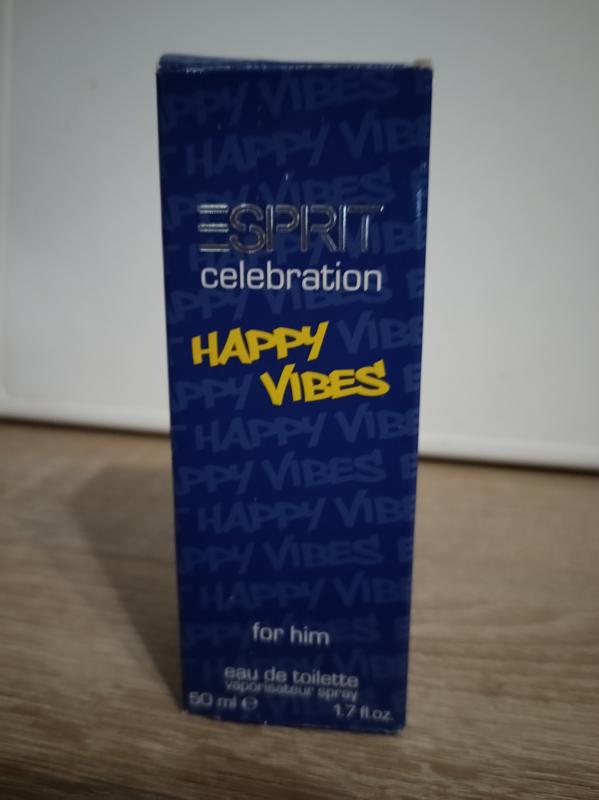 ESPRIT
celebration
HAPPY
VIBES
for him
eau de toilette
vaporisateur spray
50 ml ℮ 1.7 fl.oz.